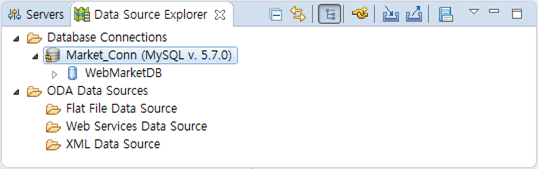 Servers Data Source Explorer
Database Connections
Market_Conn (MySQL v. 5.7.0)
WebMarketDB
ODA Data Sources
Flat File Data Source
Web Services Data Source
XML Data Source